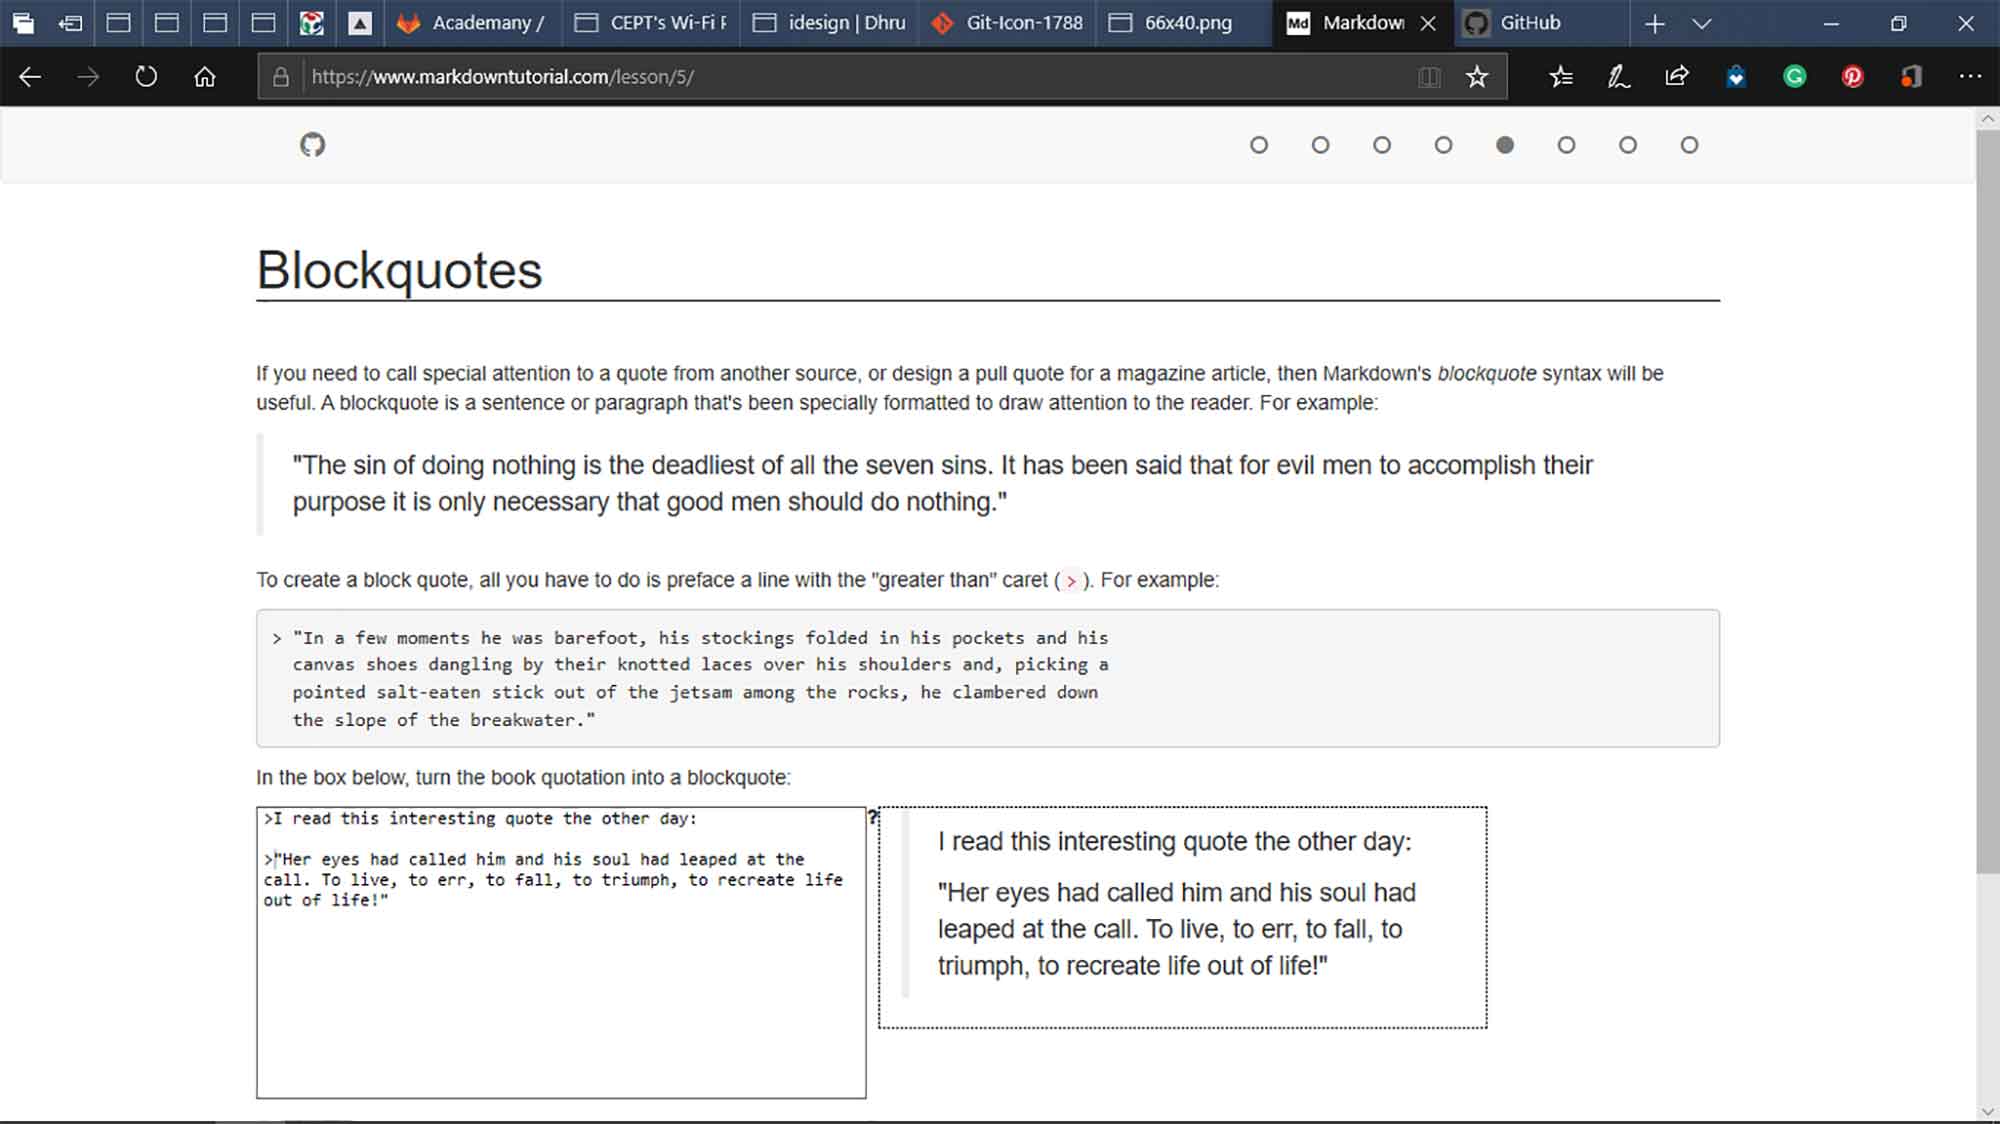 Academany /
CEPT's Wi-Fi
idesign | Dhru
Git-Icon-1788
66x40.png
Md
Markdow
GitHub
https://www.markdowntutorial.com/lesson/5/
Blockquotes
If you need to call special attention to a quote from another source, or design a pull quote for a magazine article, then Markdown's blockquote syntax will be
useful. A blockquote is a sentence or paragraph that's been specially formatted to draw attention to the reader. For example:
"The sin of doing nothing is the deadliest of all the seven sins. It has been said that for evil men to accomplish their
purpose it is only necessary that good men should do nothing."
To create a block quote, all you have to do is preface a line with the "greater than" caret ( > ). For example:
> "In a few moments he was barefoot, his stockings folded in his pockets and his
canvas shoes dangling by their knotted laces over his shoulders and, picking a
pointed salt-eaten stick out of the jetsam among the rocks, he clambered down
the slope of the breakwater."
In the box below, turn the book quotation into a blockquote:
>I read this interesting quote the other day:
>"Her eyes had called him and his soul had leaped at the
call. To live, to err, to fall, to triumph, to recreate life
out of life!"
?
I read this interesting quote the other day:
"Her eyes had called him and his soul had
leaped at the call. To live, to err, to fall, to
triumph, to recreate life out of life!"